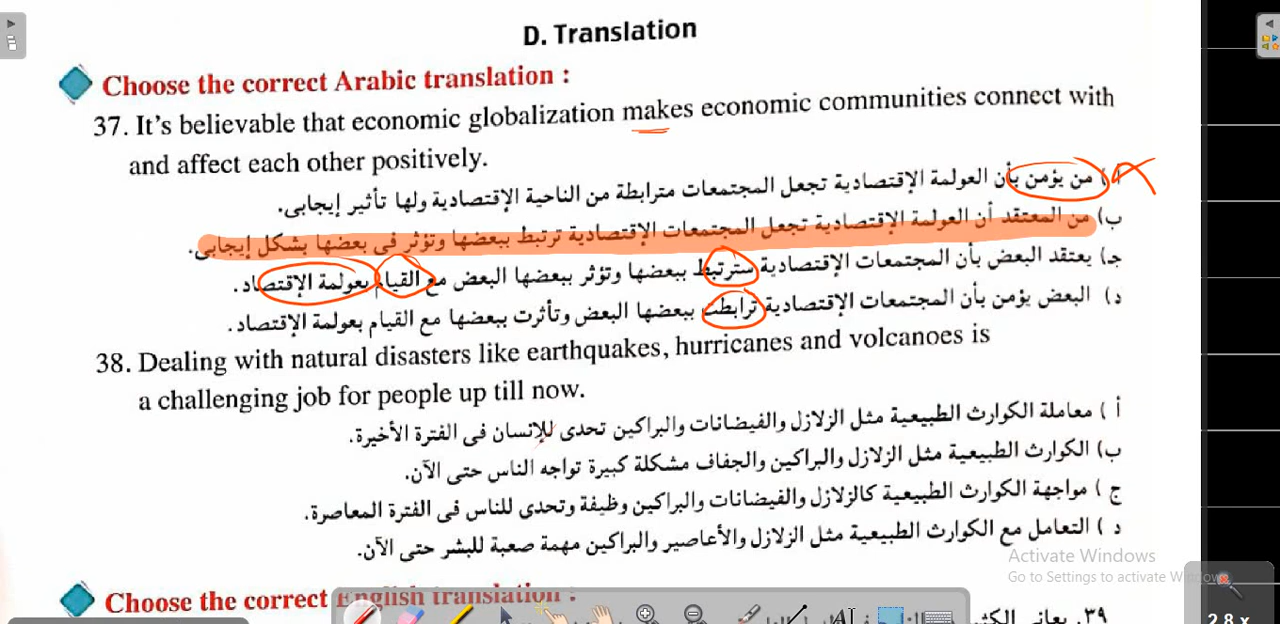 D. Translation
Choose the correct Arabic translation :
37. It's believable that economic globalization makes economic communities connect with
and affect each other positively.
أ ) من يؤمن بأن العولمة الإقتصادية تجعل المجتمعات مترابطة من الناحية الإقتصادية ولها تأثير إيجابى.
ب) من المعتقد أن العولمة الإقتصادية تجعل المجتمعات الإقتصادية ترتبط ببعضها وتؤثر فى بعضها بشكل إيجابى.
جـ) يعتقد البعض بأن المجتمعات الإقتصادية سترتبط ببعضها وتؤثر ببعضها البعض مع القيام بعولمة الإقتصاد.
د ) البعض يؤمن بأن المجتمعات الإقتصادية ترابطت ببعضها البعض وتأثرت ببعضها مع القيام بعولمة الإقتصاد.
38. Dealing with natural disasters like earthquakes, hurricanes and volcanoes is
a challenging job for people up till now.
أ ) معاملة الكوارث الطبيعية مثل الزلازل والفيضانات والبراكين تحدى للإنسان فى الفترة الأخيرة.
ب) الكوارث الطبيعية مثل الزلازل والبراكين والجفاف مشكلة كبيرة تواجه الناس حتى الآن.
ج ) مواجهة الكوارث الطبيعية كالزلازل والفيضانات والبراكين وظيفة وتحدى للناس فى الفترة المعاصرة.
د ) التعامل مع الكوارث الطبيعية مثل الزلازل والأعاصير والبراكين مهمة صعبة للبشر حتى الآن.
Activate Windows
Go to Settings to activate Windows.
Choose the correct English translation :
٣٩. يعانى
2.8 x